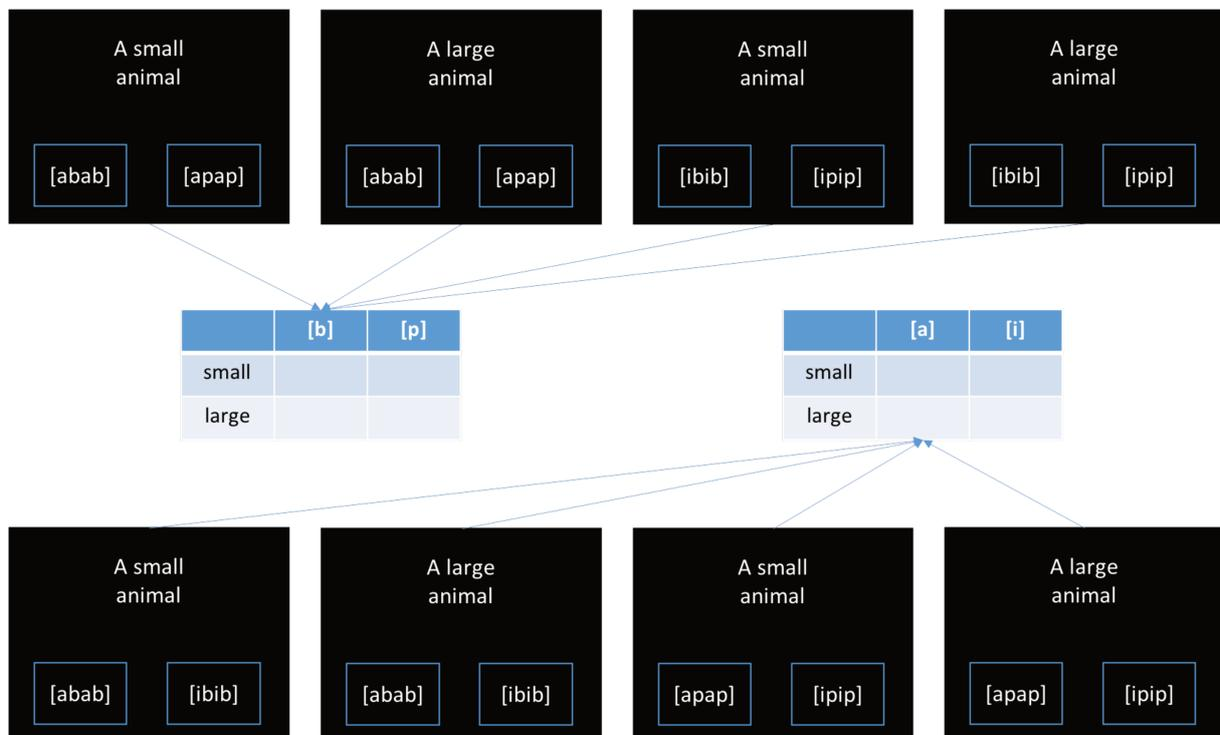 A small
animal
[abab] [apap]
A large
animal
[abab] [apap]
A small
animal
[ibib] [ipip]
A large
animal
[ibib] [ipip]
[b] [p]
small
large
[a] [i]
small
large
A small
animal
[abab] [ibib]
A large
animal
[abab] [ibib]
A small
animal
[apap] [ipip]
A large
animal
[apap] [ipip]